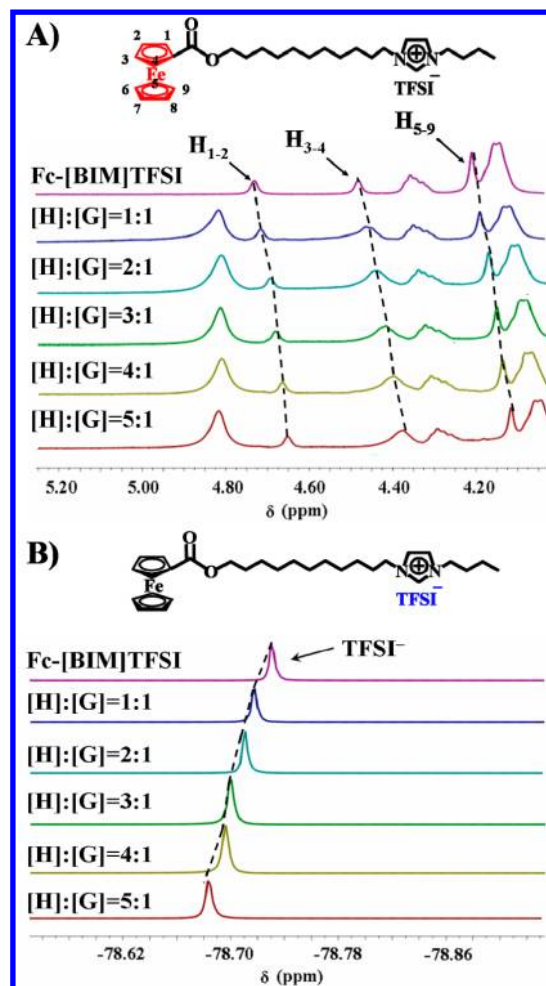 A)
2 1 O
3 4 O N N
Fe
5
6 9
7 8
TFSI⁻
H₁₋₂ H₃₋₄ H₅₋₉
Fc-[BIM]TFSI
[H]:[G]=1:1
[H]:[G]=2:1
[H]:[G]=3:1
[H]:[G]=4:1
[H]:[G]=5:1
5.20 5.00 4.80 4.60 4.40 4.20
δ (ppm)
B)
O
Fe O N N
+
TFSI⁻
Fc-[BIM]TFSI TFSI⁻
[H]:[G]=1:1
[H]:[G]=2:1
[H]:[G]=3:1
[H]:[G]=4:1
[H]:[G]=5:1
-78.62 -78.70 -78.78 -78.86
δ (ppm)